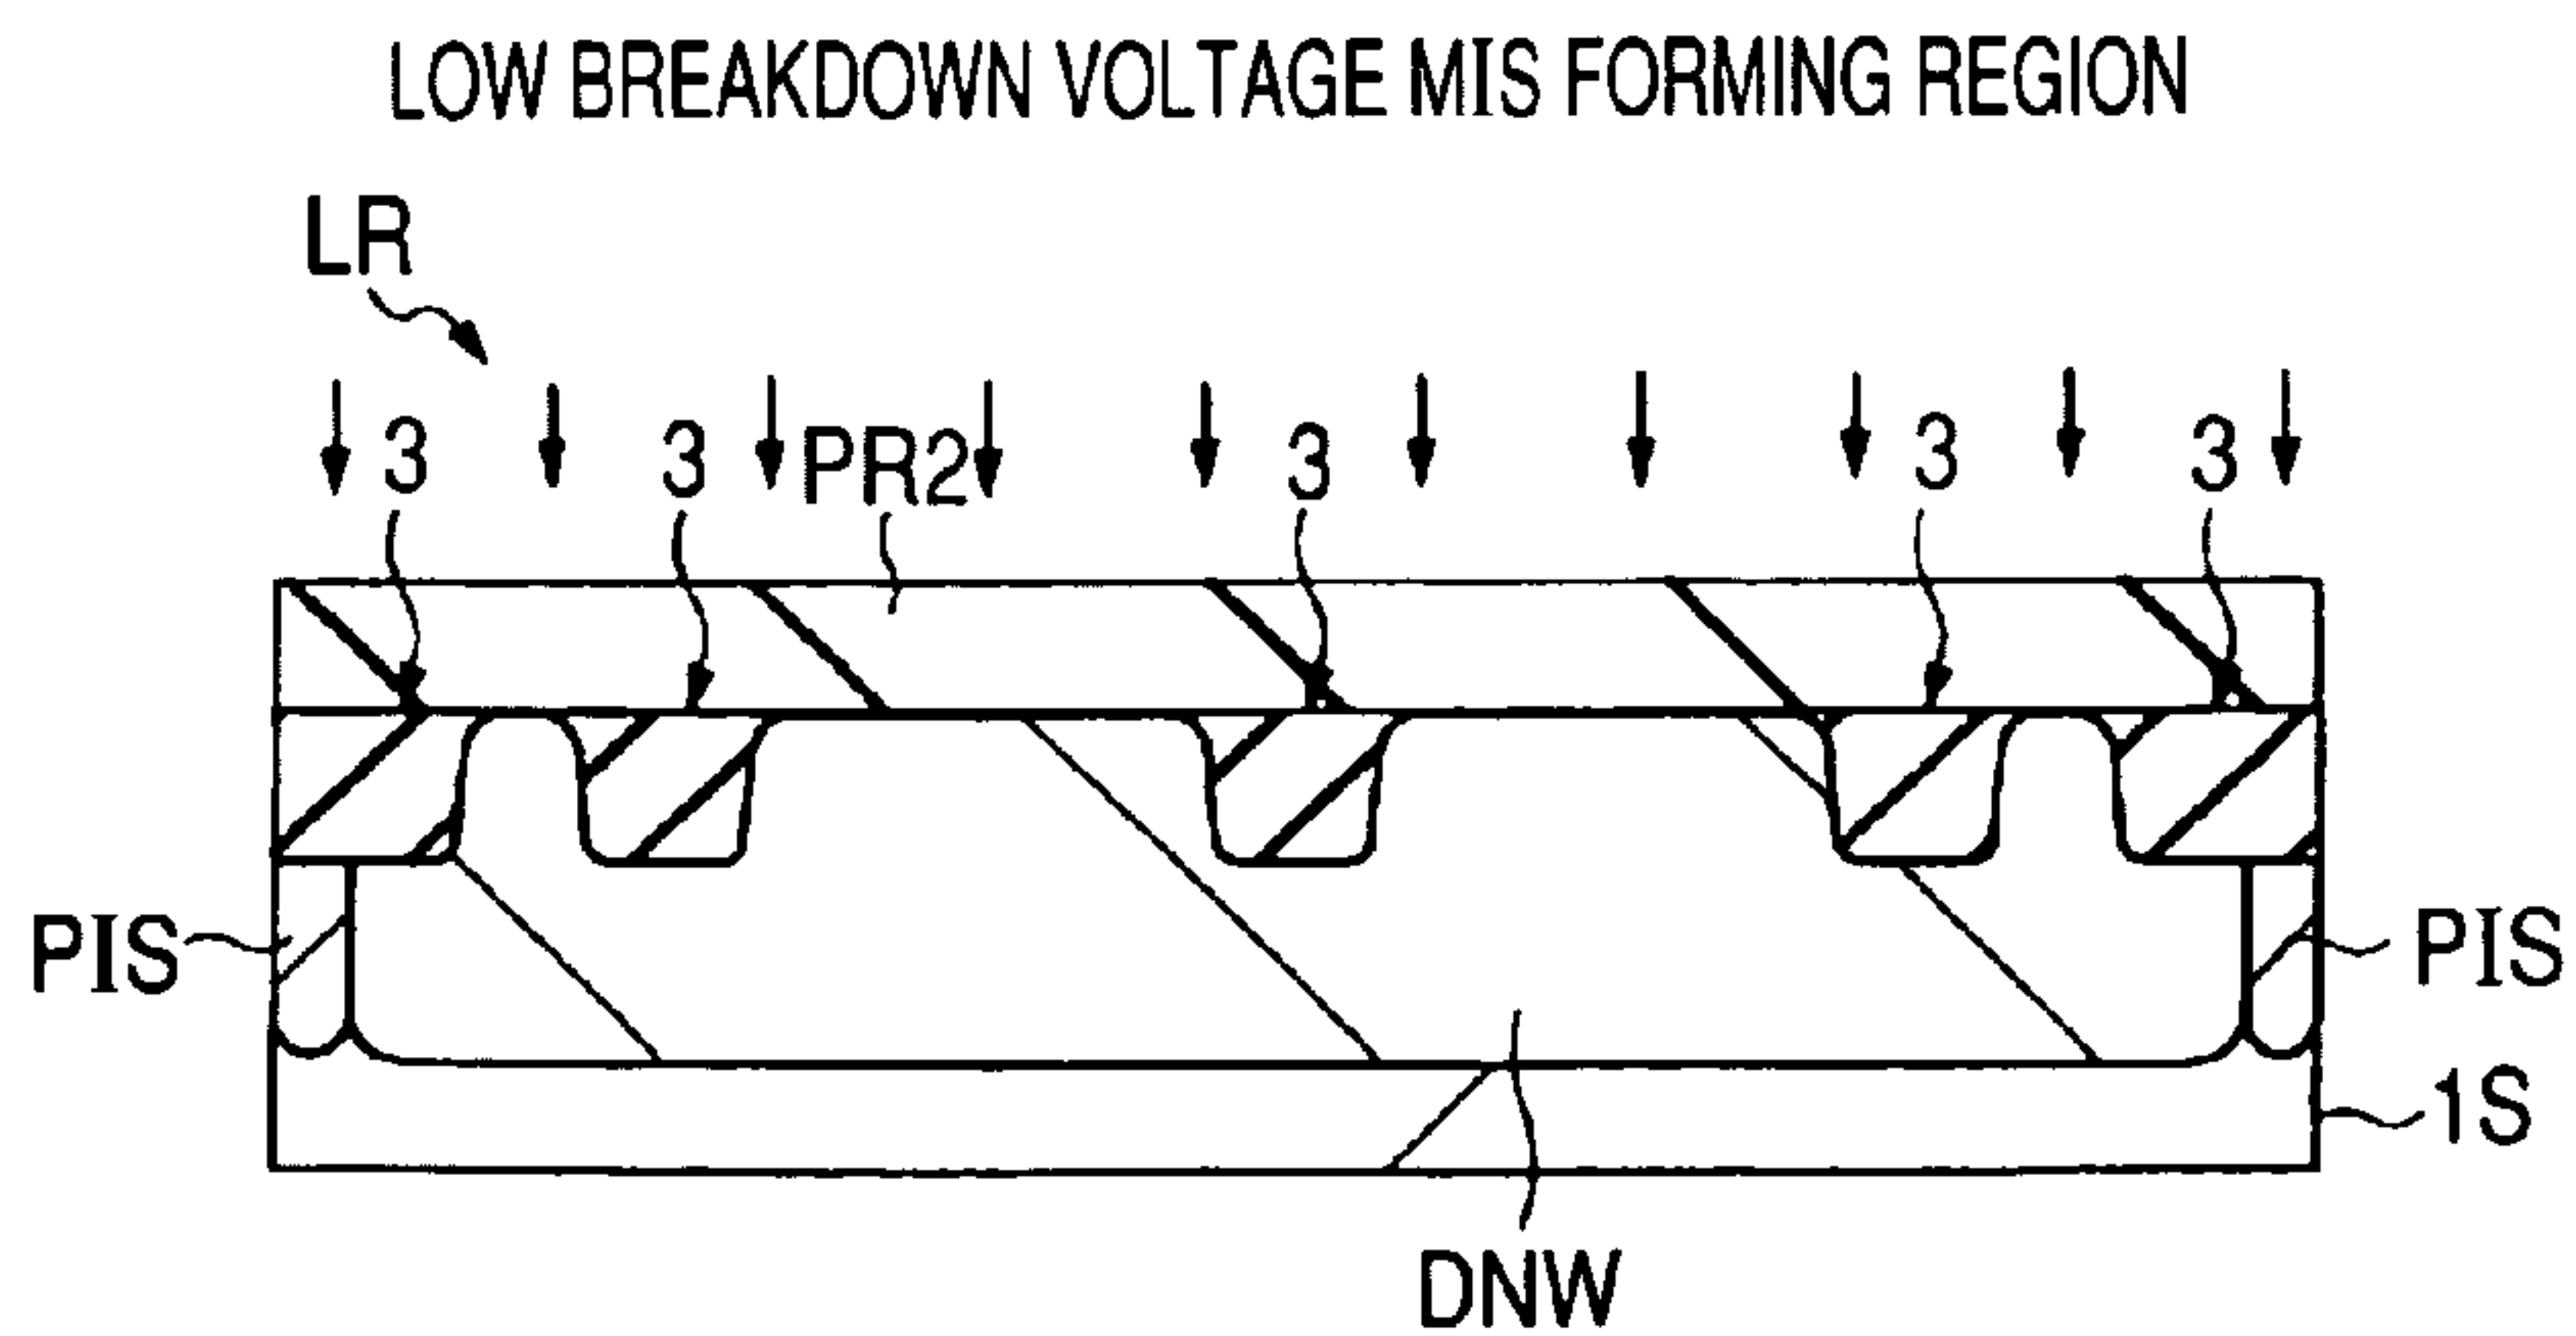 LOW BREAKDOWN VOLTAGE MIS FORMING REGION
LR
3 3 PR2 3 3 3
PIS PIS
1S
DNW